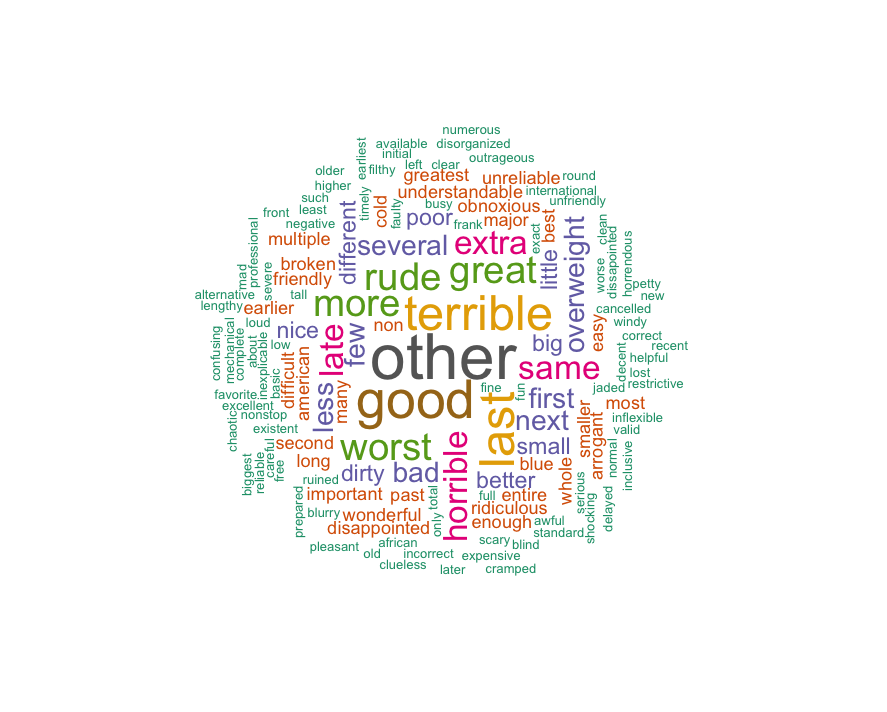 numerous
available
disorganized
initial
earliest
outrageous
left
clear
older
filthy
greatest
unreliable
round
higher
understandable
international
such
timely
cold
faulty
busy
obnoxious
unfriendly
least
front
negative
different
poor
frank
major
best
exact
clean
professional
multiple
several
extra
little
overweight
worse
dissapointed
horrendous
mad
severe
broken
friendly
rude
great
petty
new
alternative
tall
lengthy
earlier
more
terrible
cancelled
windy
loud
nice
late
few
non
big
easy
correct
recent
confusing
mechanical
complete
about
inexplicable
low
other
same
decent
helpful
lost
restrictive
basic
difficult
american
favorite
excellent
less
many
good
fine
fun
last
first
jaded
most
nonstop
chaotic
existent
next
smaller
arrogant
inflexible
valid
second
worst
horrible
small
normal
inclusive
careful
free
long
biggest
reliable
ruined
dirty
bad
better
blue
whole
serious
prepared
important
past
total
full
entire
shocking
delayed
blurry
wonderful
ridiculous
disappointed
only
enough
awful
standard
african
scary
blind
pleasant
old
incorrect
expensive
clueless
later
cramped